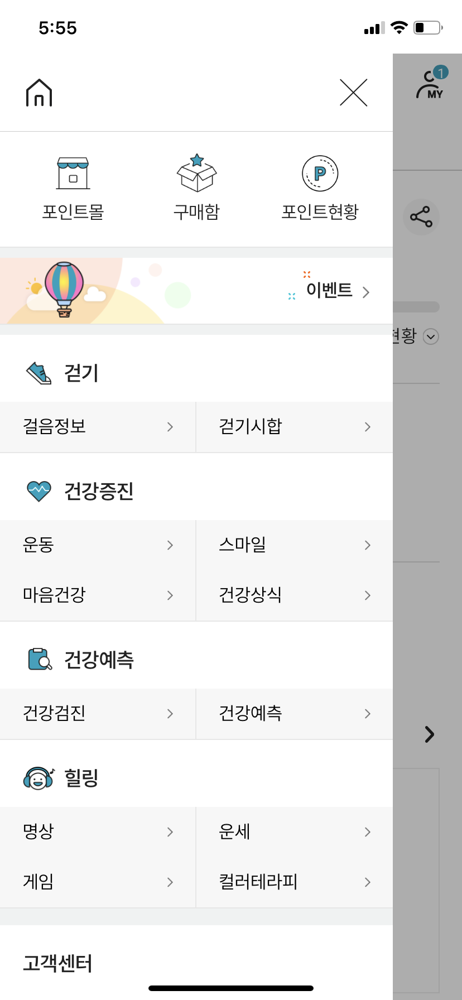 5:55
1
MY
포인트몰
구매함
P
포인트현황
이벤트
현황
걷기
걸음정보
걷기시합
건강증진
운동
스마일
마음건강
건강상식
건강예측
건강검진
건강예측
힐링
명상
운세
게임
컬러테라피
고객센터